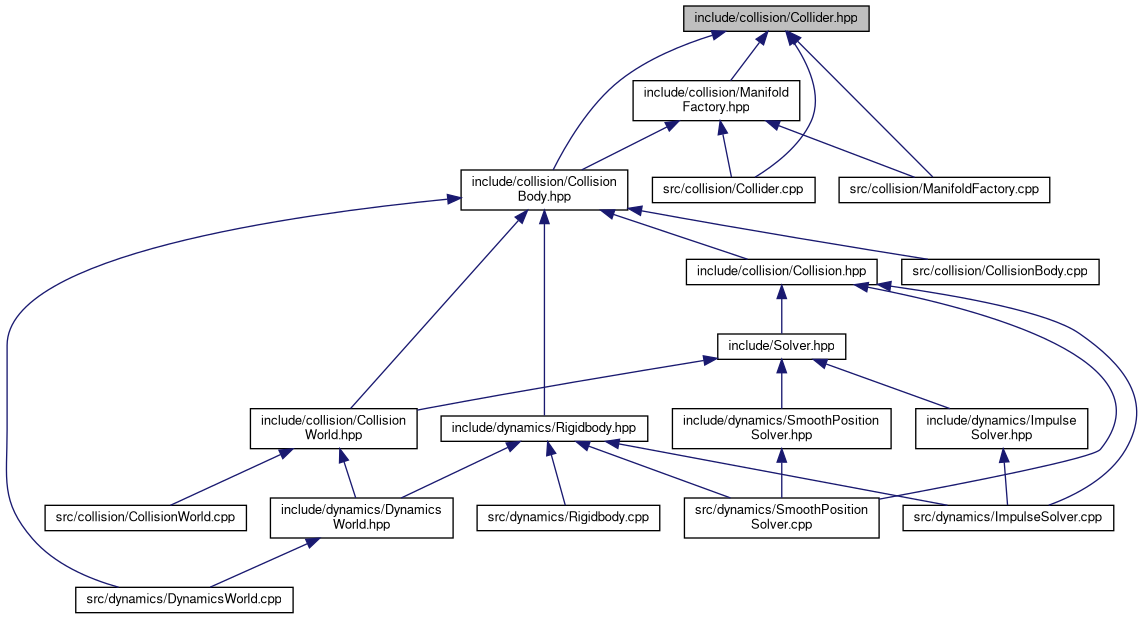 include/collision/Collider.hpp
include/collision/Manifold
Factory.hpp
include/collision/Collision
Body.hpp
src/collision/Collider.cpp
src/collision/ManifoldFactory.cpp
include/collision/Collision.hpp
src/collision/CollisionBody.cpp
include/Solver.hpp
include/collision/Collision
World.hpp
include/dynamics/Rigidbody.hpp
include/dynamics/SmoothPosition
Solver.hpp
include/dynamics/Impulse
Solver.hpp
src/collision/CollisionWorld.cpp
include/dynamics/Dynamics
World.hpp
src/dynamics/Rigidbody.cpp
src/dynamics/SmoothPosition
Solver.cpp
src/dynamics/ImpulseSolver.cpp
src/dynamics/DynamicsWorld.cpp